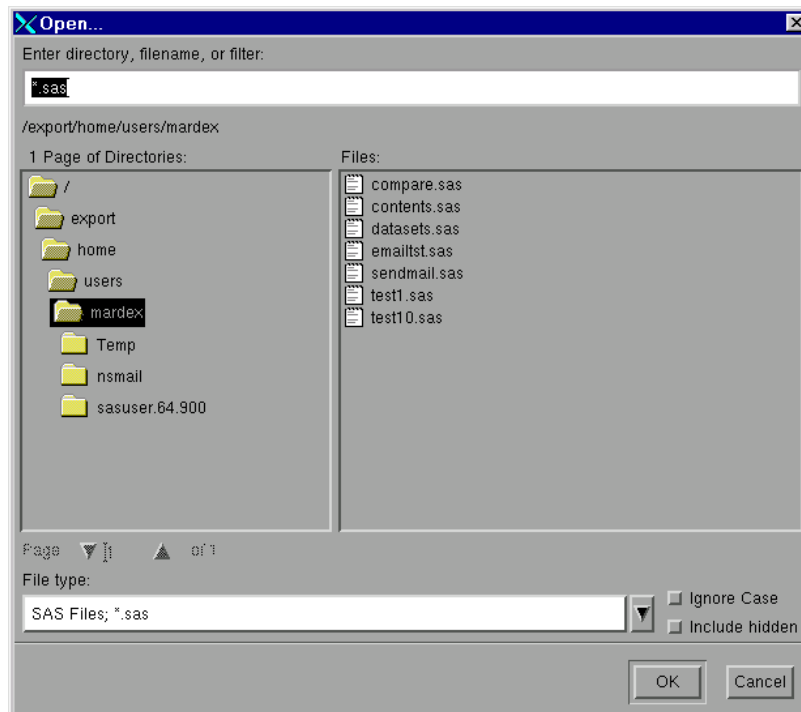 Open...
Enter directory, filename, or filter:
*.sas
/export/home/users/mardex
1 Page of Directories:
/
export
home
users
mardex
Temp
nsmail
sasuser.64.900
Files:
compare.sas
contents.sas
datasets.sas
emailtst.sas
sendmail.sas
test1.sas
test10.sas
Page 1 of 1
File type:
SAS Files; *.sas
Ignore Case
Include hidden
OK Cancel